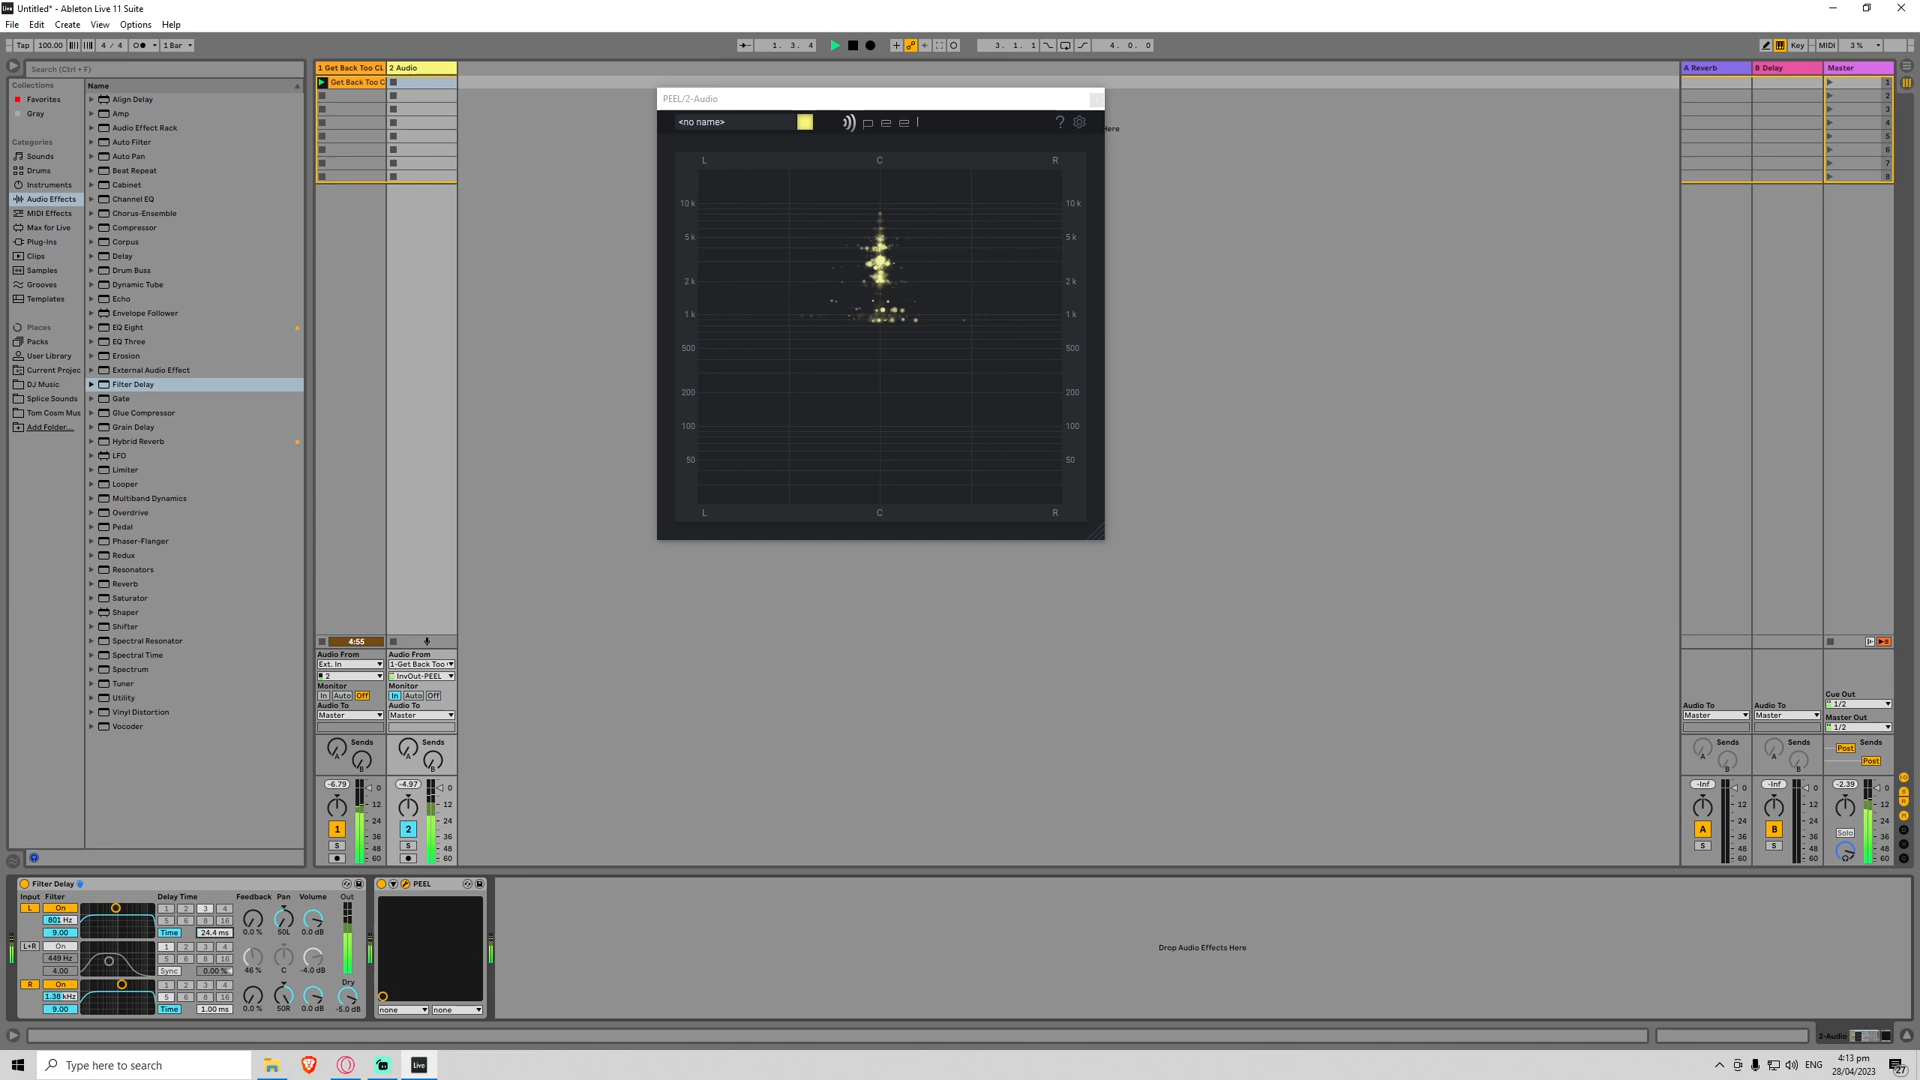 Untitled* - Ableton Live 11 Suite
File Edit Create View Options Help
Tap 100.00 4 / 4 1 Bar 1. 3. 4 3. 1. 1 4. 0. 0 Key MIDI 3 %
Search (Ctrl + F)
Collections
Favorites
Gray
Categories
Sounds
Drums
Instruments
Audio Effects
MIDI Effects
Max for Live
Plug-Ins
Clips
Samples
Grooves
Templates
Places
Packs
User Library
Current Projec
DJ Music
Splice Sounds
Tom Cosm Mus
Add Folder...
Name
Align Delay
Amp
Audio Effect Rack
Auto Filter
Auto Pan
Beat Repeat
Cabinet
Channel EQ
Chorus-Ensemble
Compressor
Corpus
Delay
Drum Buss
Dynamic Tube
Echo
Envelope Follower
EQ Eight
EQ Three
Erosion
External Audio Effect
Filter Delay
Gate
Glue Compressor
Grain Delay
Hybrid Reverb
LFO
Limiter
Looper
Multiband Dynamics
Overdrive
Pedal
Phaser-Flanger
Redux
Resonators
Reverb
Saturator
Shaper
Shifter
Spectral Resonator
Spectral Time
Spectrum
Tuner
Utility
Vinyl Distortion
Vocoder
1 Get Back Too Cl 2 Audio
Get Back Too C
PEEL/2-Audio
<no name>
?
Here
L C R
10 k 10 k
5 k 5 k
2 k 2 k
1 k 1 k
500 500
200 200
100 100
50 50
L C R
A Reverb B Delay Master
1
2
3
4
5
6
7
8
4:55
Audio From Audio From
Ext. In 1-Get Back Too
2 InvOut-PEEL
Monitor Monitor
In Auto Off In Auto Off
Audio To Audio To
Master Master
Sends Sends
A B A B
-6.79 -4.97
0 0
12 12
24 24
36 36
48 48
60 60
1 2
S S
Cue Out
1/2
Audio To Audio To Master Out
Master Master 1/2
Sends Sends Sends
A B A B Post
Post
-Inf -Inf -2.39
0 0 0
12 12 12
24 24 24
36 36 36
48 48 48
60 60 60
A B Solo
S S
Filter Delay
Input Filter Delay Time Feedback Pan Volume Out
L On 1 2 3 4
801 Hz 5 6 8 16
9.00 Time 24.4 ms 0.0 % 50L 0.0 dB
L+R On 1 2 3 4
449 Hz 5 6 8 16
4.00 Sync 0.00 % 46 % C -4.0 dB
R On 1 2 3 4 Dry
1.38 kHz 5 6 8 16
9.00 Time 1.00 ms 0.0 % 50R 0.0 dB -5.0 dB
PEEL
none none
Drop Audio Effects Here
2-Audio
Type here to search
Live
ENG
4:13 pm
28/04/2023
27